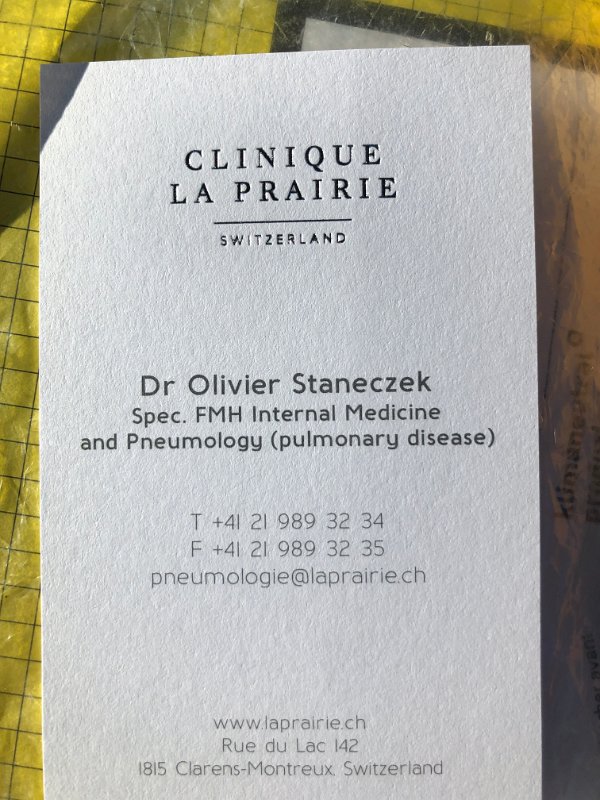 CLINIQUE
LA PRAIRIE
SWITZERLAND
Dr Olivier Staneczek
Spec. FMH Internal Medicine
and Pneumology (pulmonary disease)
T +41 21 989 32 34
F +41 21 989 32 35
pneumologie@laprairie.ch
www.laprairie.ch
Rue du Lac 142
1815 Clarens-Montreux. Switzerland